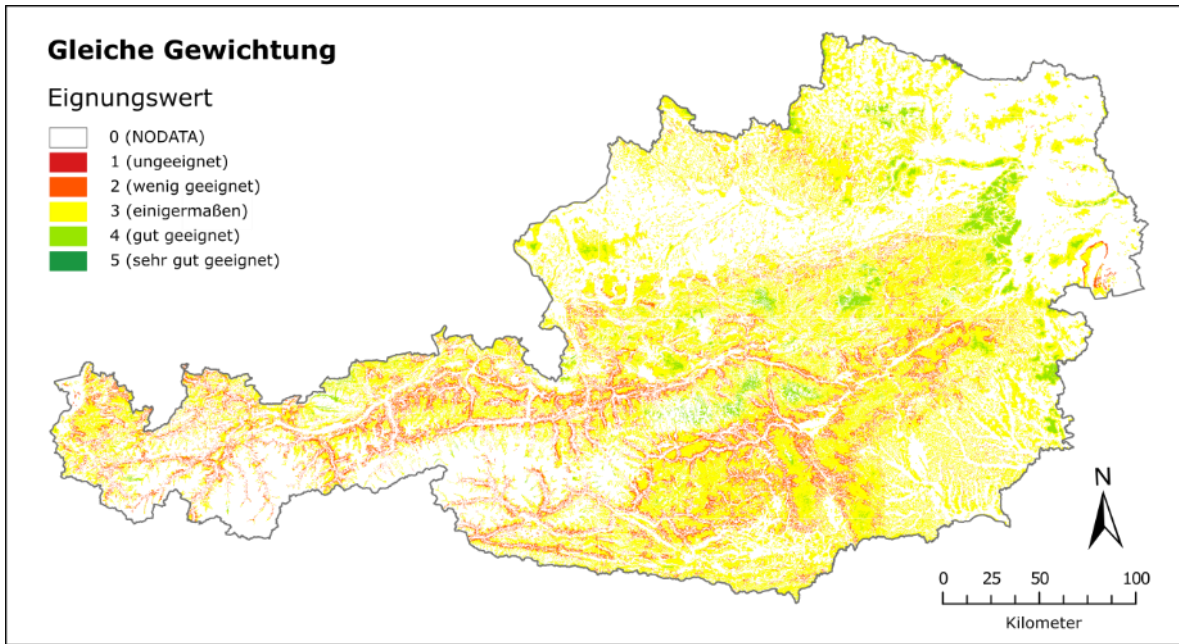 Gleiche Gewichtung
Eignungswert
0 (NODATA)
1 (ungeeignet)
2 (wenig geeignet)
3 (einigermaßen)
4 (gut geeignet)
5 (sehr gut geeignet)
N
0 25 50 100
Kilometer